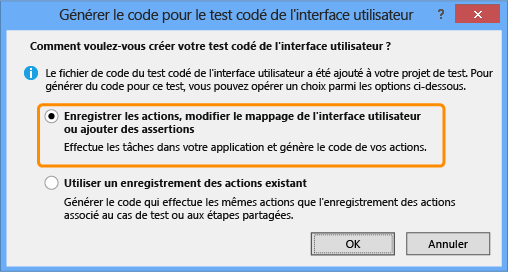 Générer le code pour le test codé de l'interface utilisateur
?
Comment voulez-vous créer votre test codé de l'interface utilisateur ?
Le fichier de code du test codé de l'interface utilisateur a été ajouté à votre projet de test. Pour
générer du code pour ce test, vous pouvez opérer un choix parmi les options ci-dessous.
Enregistrer les actions, modifier le mappage de l'interface utilisateur
ou ajouter des assertions
Effectue les tâches dans votre application et génère le code de vos actions.
Utiliser un enregistrement des actions existant
Générer le code qui effectue les mêmes actions que l'enregistrement des actions
associé au cas de test ou aux étapes partagées.
OK
Annuler